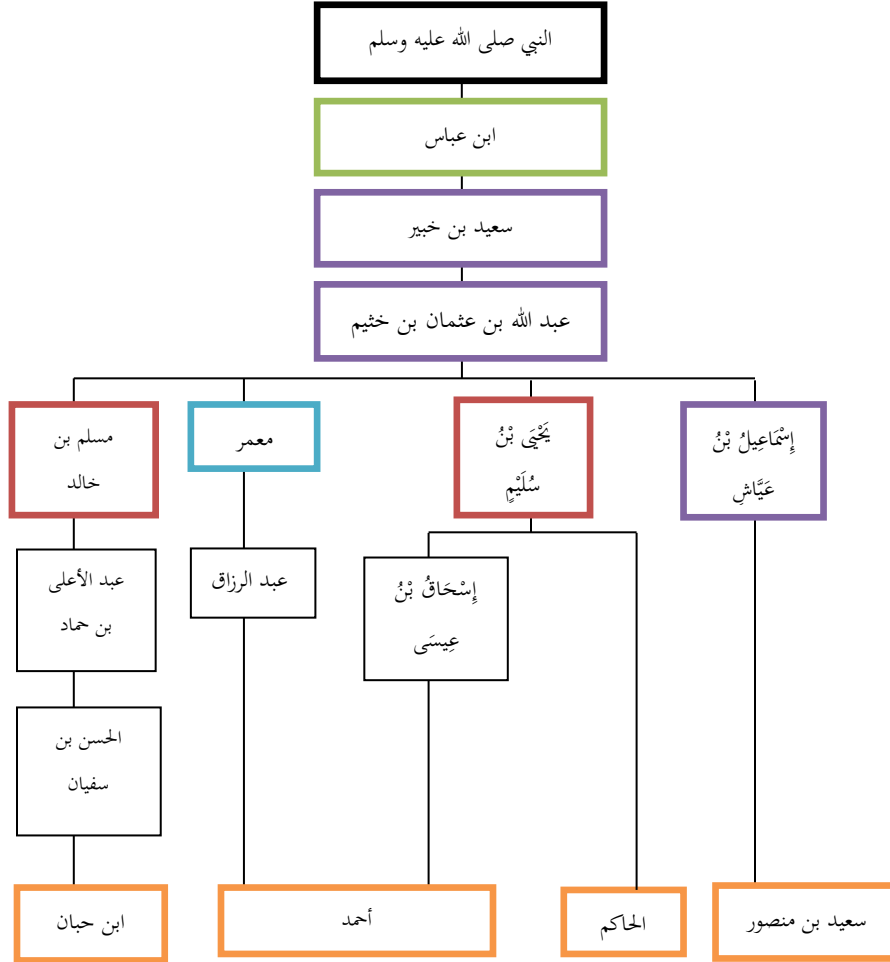 النبي صلى الله عليه وسلم
ابن عباس
سعيد بن خبير
عبد الله بن عثمان بن خثيم
إِسْمَاعِيلُ بْنُ
عَيَّاشِ
يَحْيَى بْنُ
سُلَيْمٍ
معمر
مسلم بن
خالد
إِسْحَاقُ بْنُ
عِيسَى
عبد الرزاق
عبد الأعلى
بن حماد
الحسن بن
سفيان
سعيد بن منصور
الحاكم
أحمد
ابن حبان